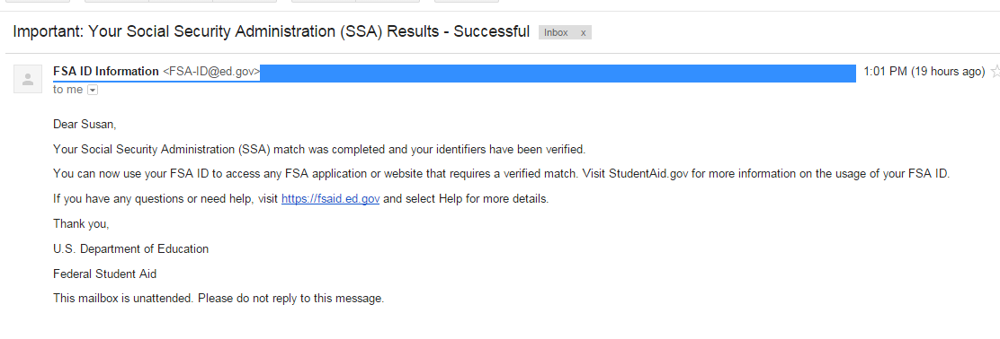 Important: Your Social Security Administration (SSA) Results - Successful Inbox x
FSA ID Information <FSA-ID@ed.gov> 1:01 PM (19 hours ago)
to me
Dear Susan,
Your Social Security Administration (SSA) match was completed and your identifiers have been verified.
You can now use your FSA ID to access any FSA application or website that requires a verified match. Visit StudentAid.gov for more information on the usage of your FSA ID.
If you have any questions or need help, visit https://fsaid.ed.gov and select Help for more details.
Thank you,
U.S. Department of Education
Federal Student Aid
This mailbox is unattended. Please do not reply to this message.